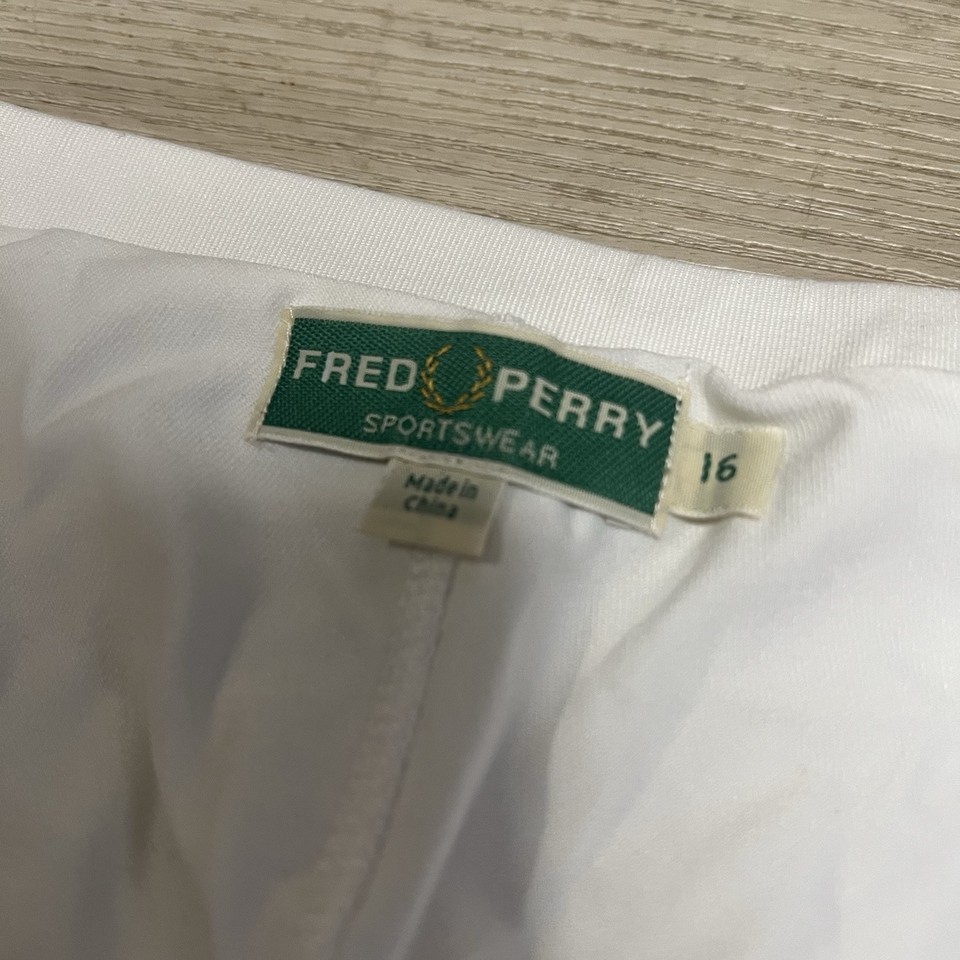 FRED PERRY
SPORTSWEAR
16
Made in
China